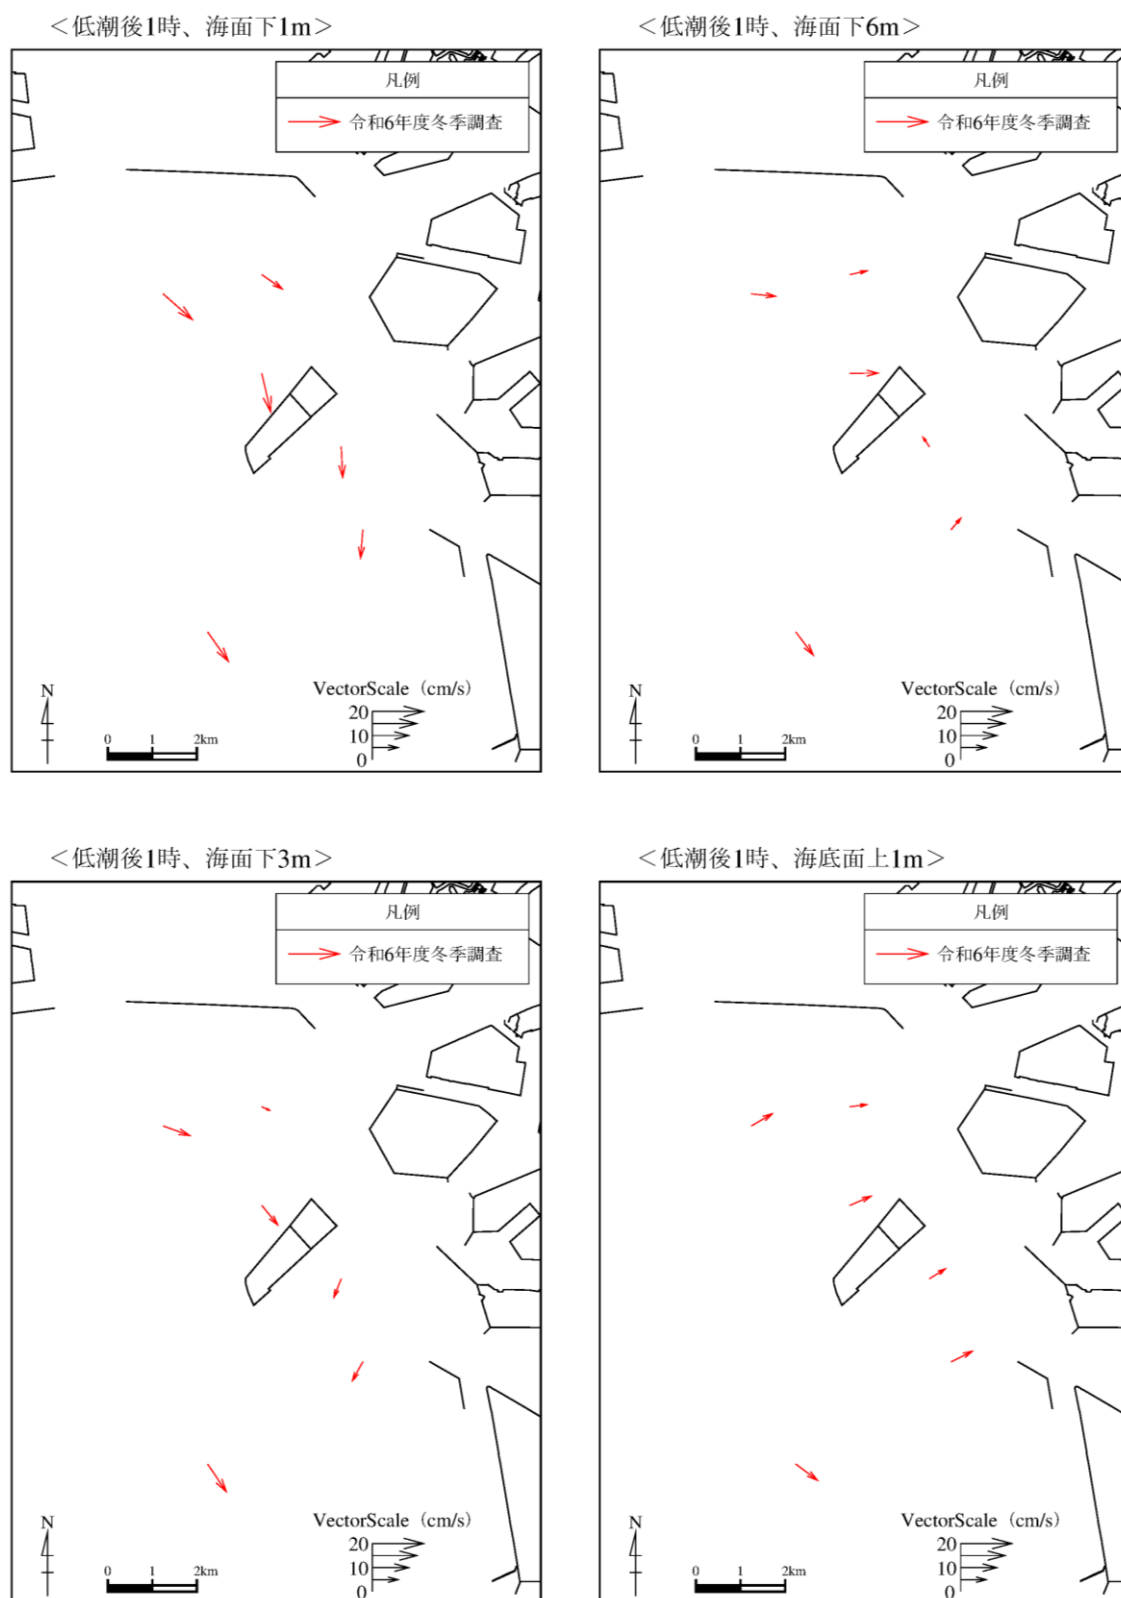 ＜低潮後1時、海面下1m＞
凡例
令和6年度冬季調査
N
0 1 2km
VectorScale（cm/s）
20
10
0
＜低潮後1時、海面下6m＞
凡例
令和6年度冬季調査
N
0 1 2km
VectorScale（cm/s）
20
10
0
＜低潮後1時、海面下3m＞
凡例
令和6年度冬季調査
N
0 1 2km
VectorScale（cm/s）
20
10
0
＜低潮後1時、海底面上1m＞
凡例
令和6年度冬季調査
N
0 1 2km
VectorScale（cm/s）
20
10
0